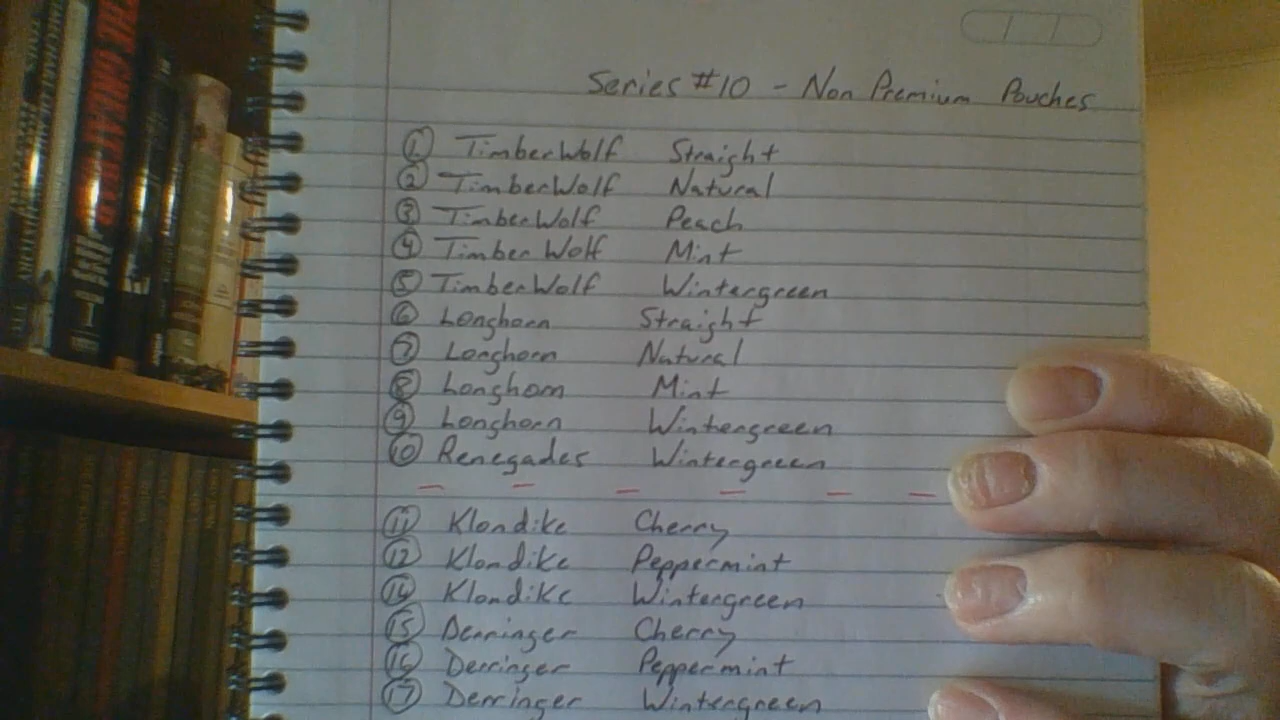 Series #10 - Non Premium Pouches
① TimberWolf Straight
② TimberWolf Natural
③ TimberWolf Peach
④ Timber Wolf Mint
⑤ TimberWolf Wintergreen
⑥ Longhorn Straight
⑦ Longhorn Natural
⑧ Longhorn Mint
⑨ Longhorn Wintergreen
⑩ Renegades Wintergreen
⑪ Klondike Cherry
⑫ Klondike Peppermint
⑭ Klondike Wintergreen
⑮ Derringer Cherry
⑯ Derringer Peppermint
⑰ Derringer Wintergreen